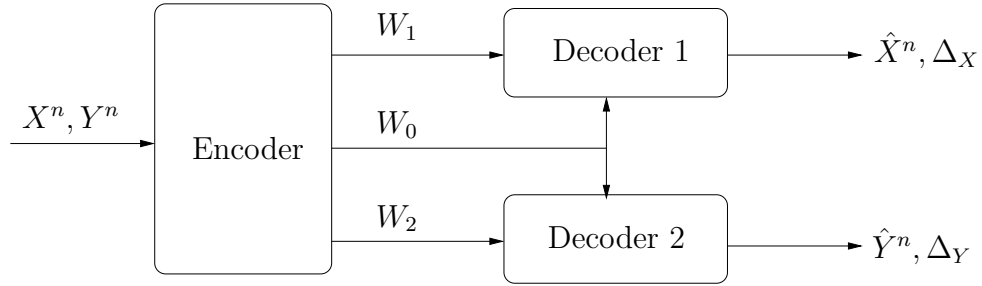 W_1
Decoder 1
X̂^n, Δ_X
X^n, Y^n
W_0
Encoder
W_2
Decoder 2
Ŷ^n, Δ_Y